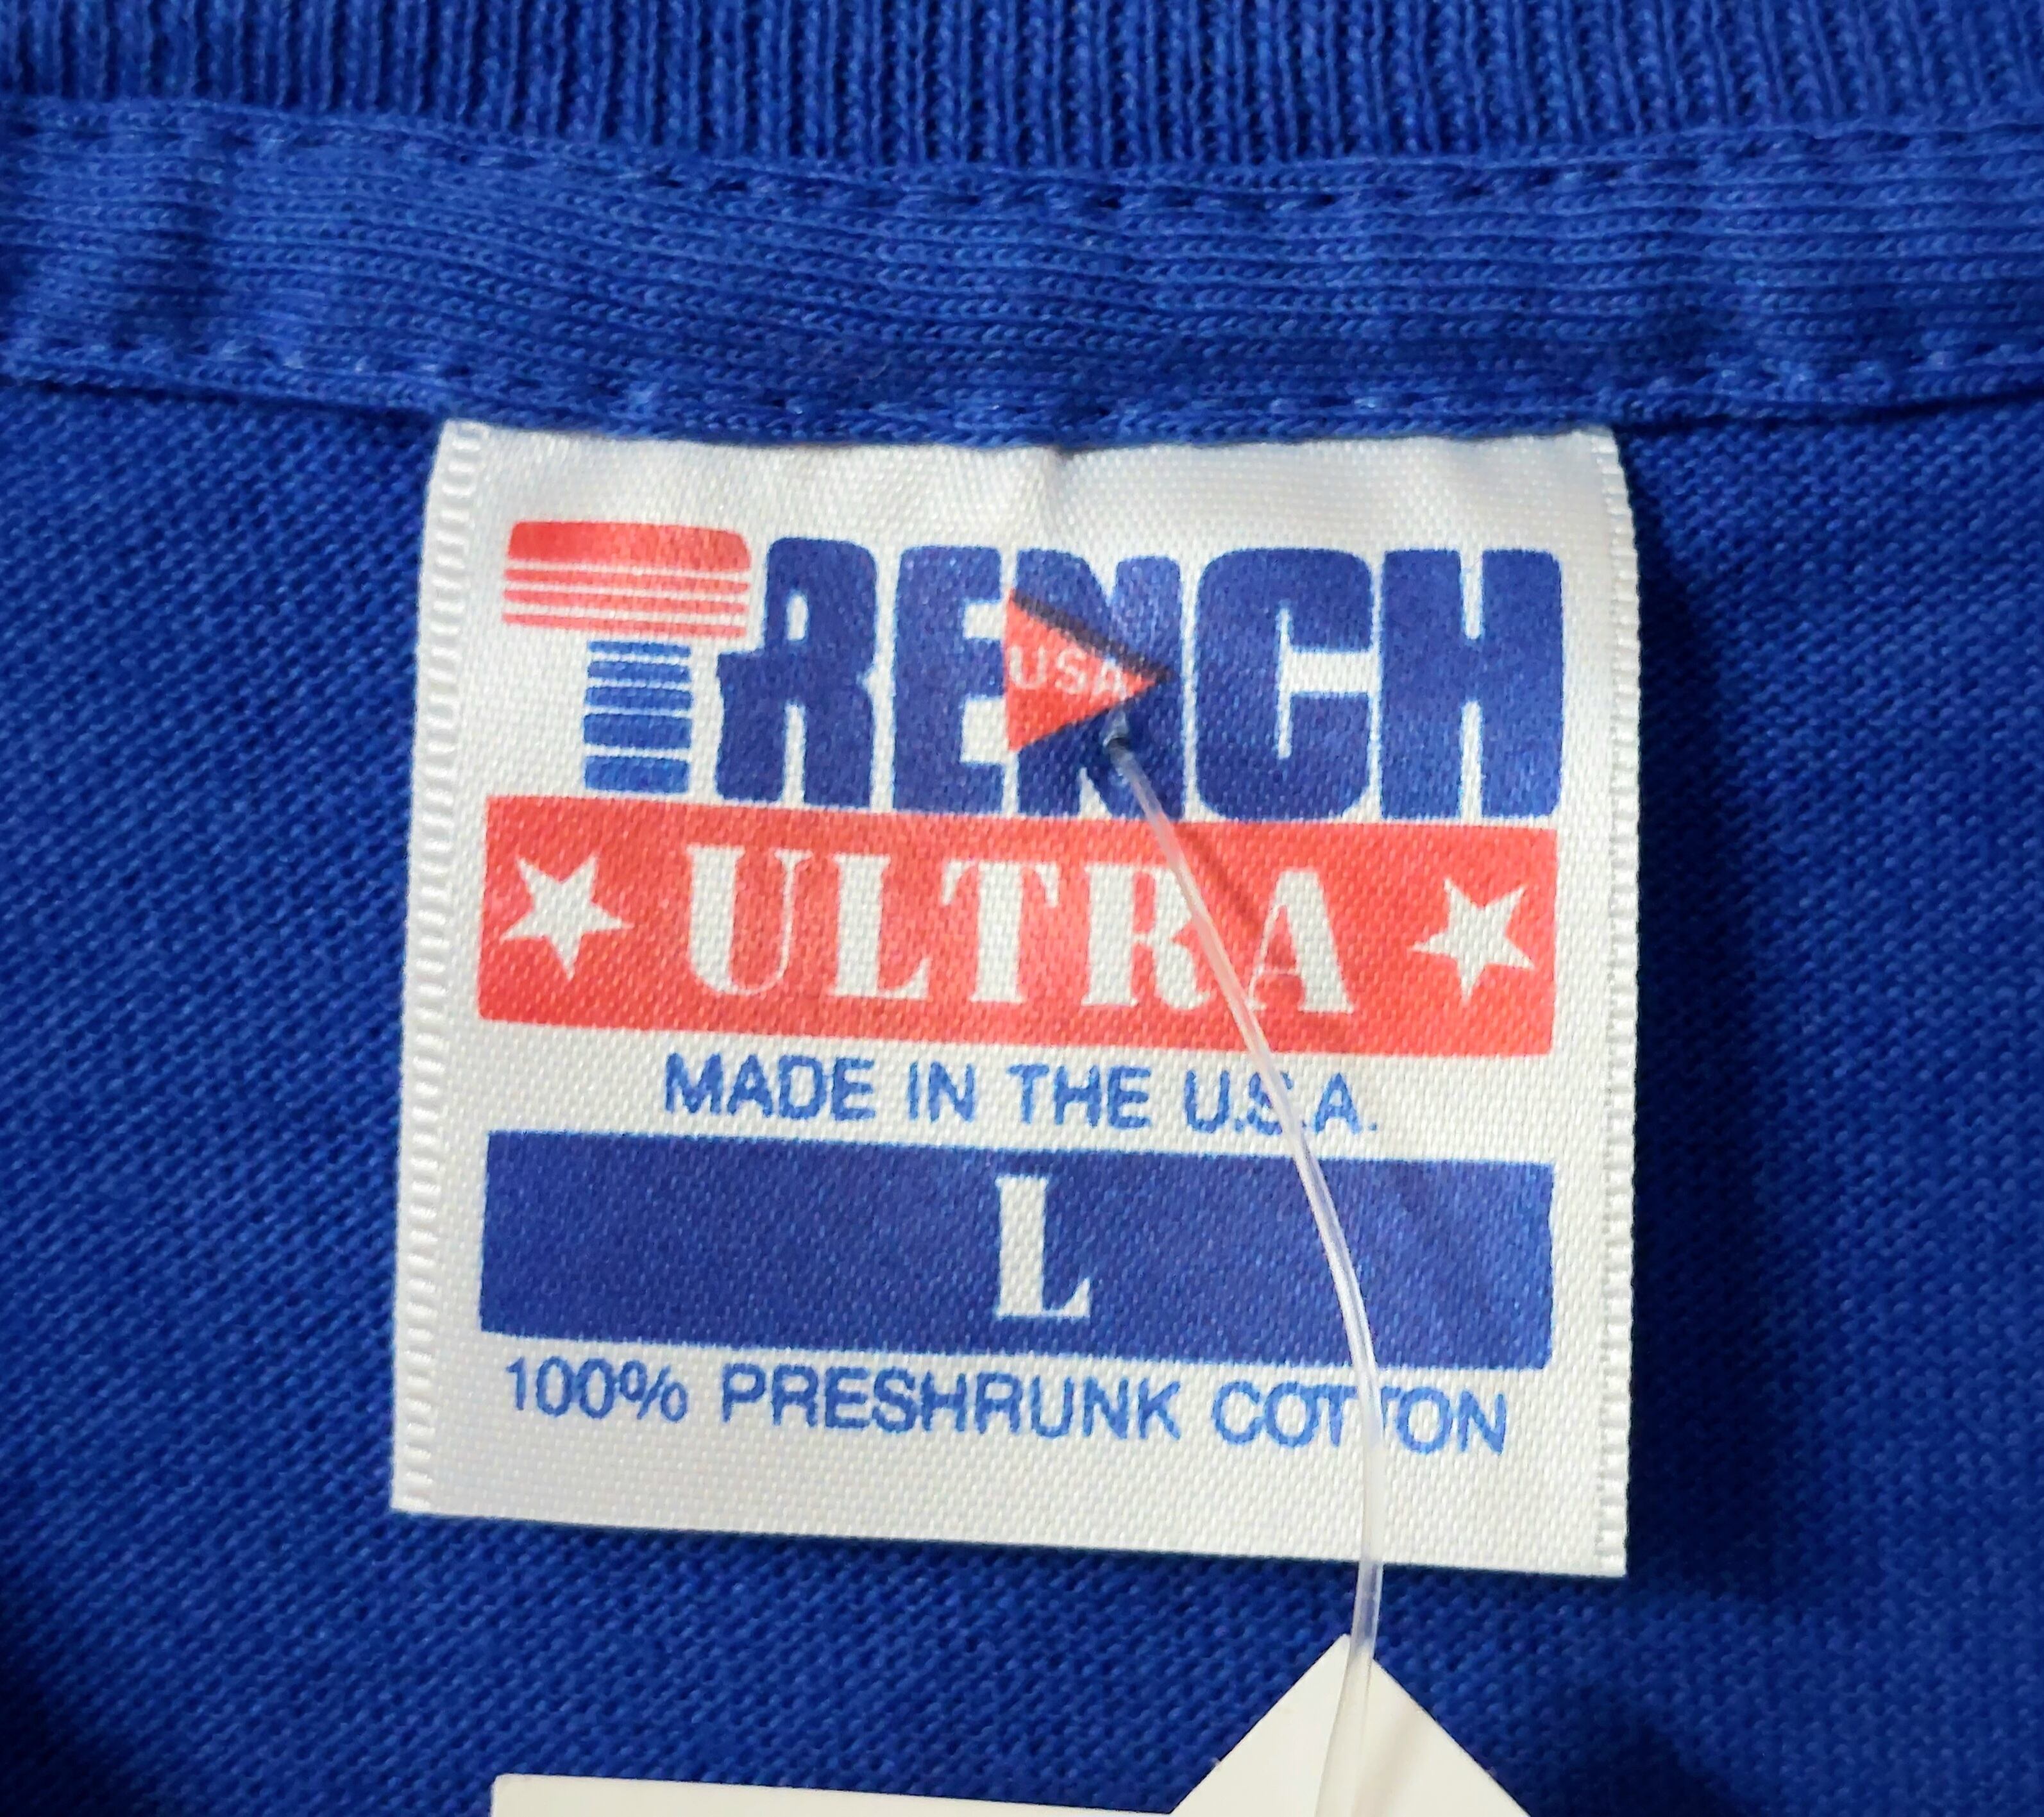 TRENCH
USA
★ ULTRA ★
MADE IN THE U.S.A.
L
100% PRESHRUNK COTTON